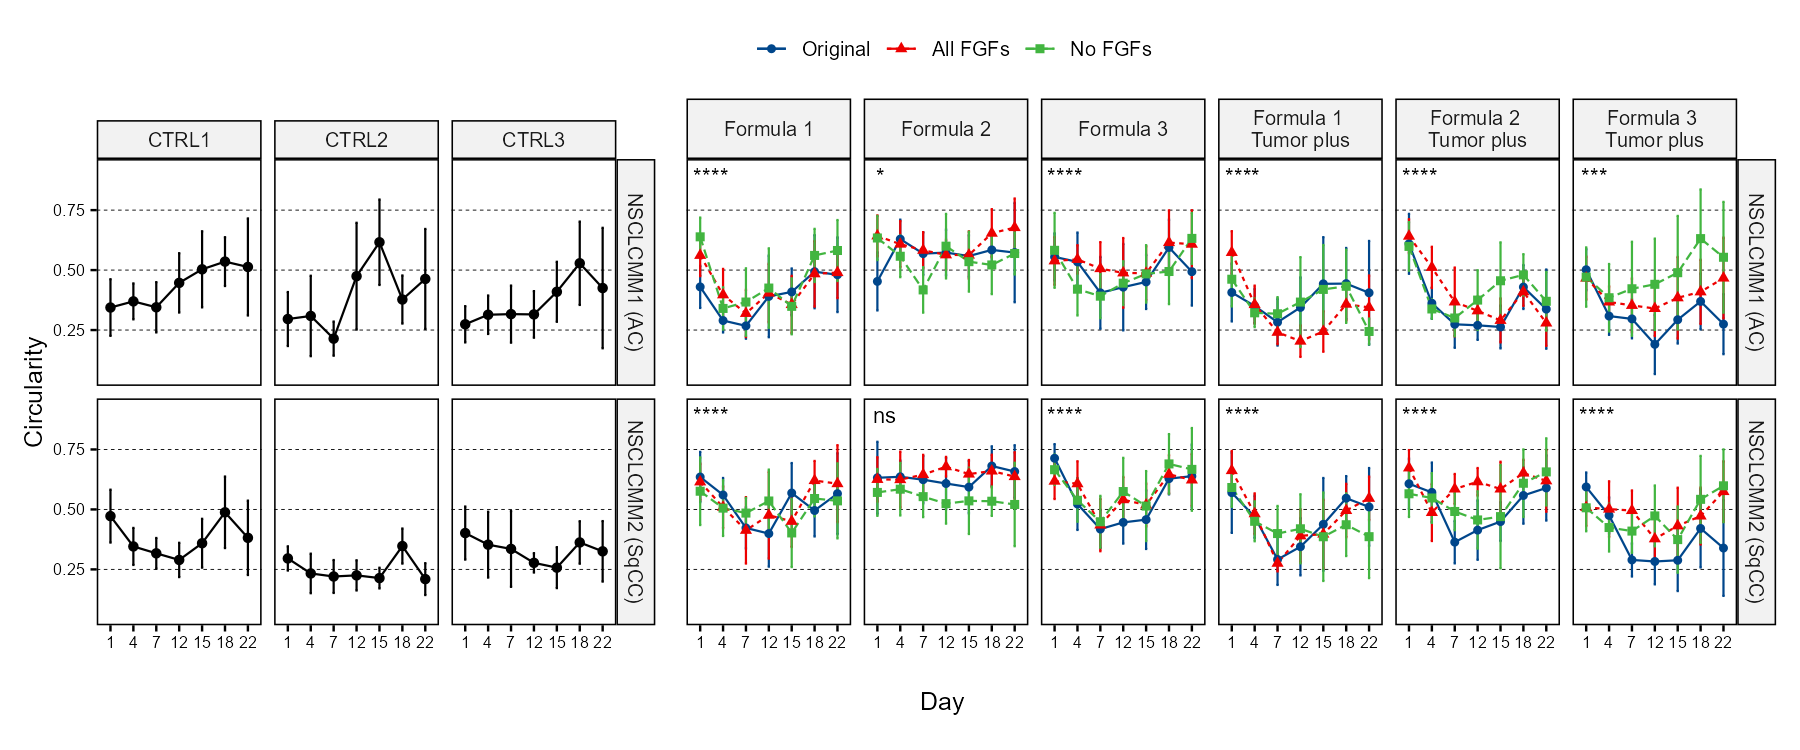 Original All FGFs No FGFs
CTRL1 CTRL2 CTRL3 Formula 1 Formula 2 Formula 3 Formula 1 Formula 2 Formula 3
Tumor plus Tumor plus Tumor plus
**** * **** **** **** ***
0.75
0.50
0.25
NSCLCMM1 (AC) NSCLCMM1 (AC)
Circularity
**** ns **** **** **** ****
0.75
0.50
0.25
NSCLCMM2 (SqCC) NSCLCMM2 (SqCC)
1 4 7 12 15 18 22 1 4 7 12 15 18 22 1 4 7 12 15 18 22 1 4 7 12 15 18 22 1 4 7 12 15 18 22 1 4 7 12 15 18 22 1 4 7 12 15 18 22 1 4 7 12 15 18 22 1 4 7 12 15 18 22
Day